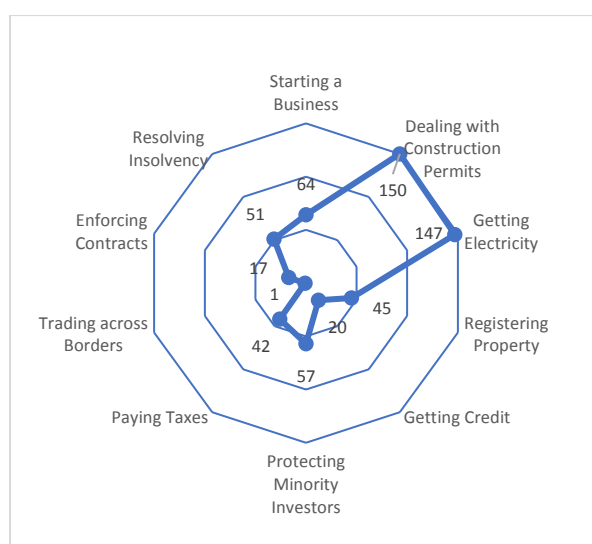 Starting a
Business
Dealing with
Construction
Permits
Getting
Electricity
Registering
Property
Getting Credit
Protecting
Minority
Investors
Paying Taxes
Trading across
Borders
Enforcing
Contracts
Resolving
Insolvency
64
150
147
45
20
57
42
1
17
51